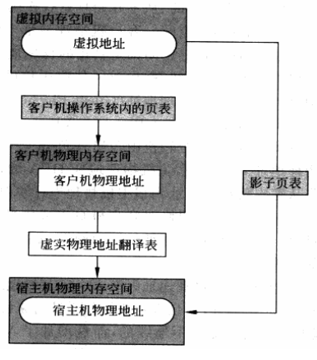 虚拟内存空间
虚拟地址
客户机操作系统内的页表
客户机物理内存空间
客户机物理地址
影子页表
虚实物理地址翻译表
宿主机物理内存空间
宿主机物理地址